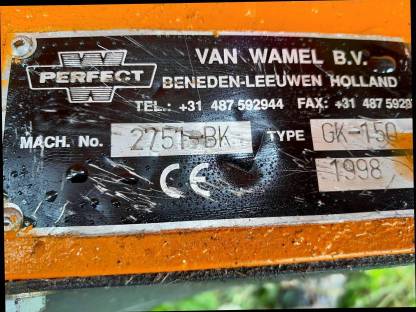 W
PERFECT
W
VAN WAMEL B.V.
BENEDEN-LEEUWEN HOLLAND
TEL.: +31 487 592944 FAX: +31 487 5929
MACH. No. 2751-BK TYPE GK-150
1998
CE